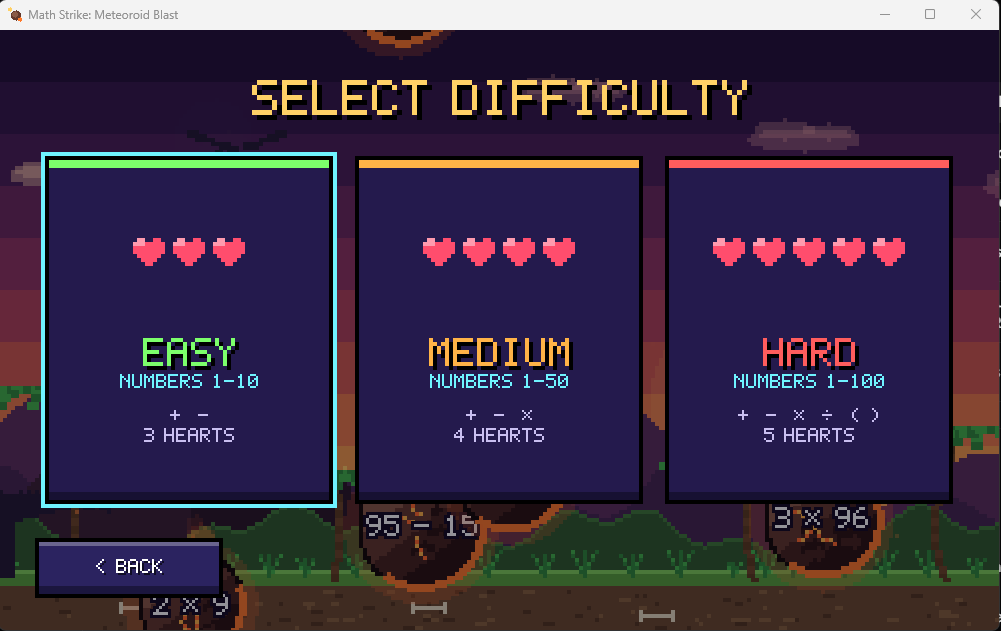 Math Strike: Meteoroid Blast
SELECT DIFFICULTY
EASY
NUMBERS 1-10
+ -
3 HEARTS
MEDIUM
NUMBERS 1-50
+ - ×
4 HEARTS
HARD
NUMBERS 1-100
+ - × ÷ ( )
5 HEARTS
95 - 15
3 × 96
< BACK
2 × 9